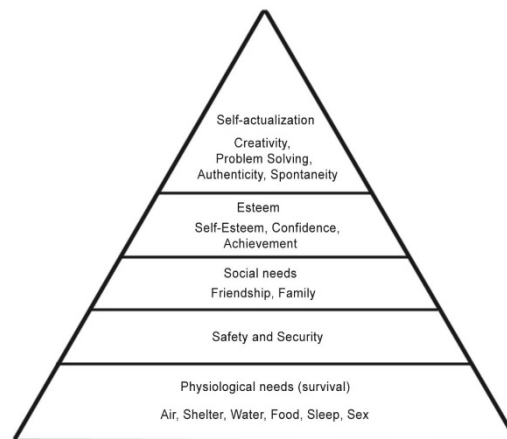 Self-actualization
Creativity,
Problem Solving,
Authenticity, Spontaneity
Esteem
Self-Esteem, Confidence,
Achievement
Social needs
Friendship, Family
Safety and Security
Physiological needs (survival)
Air, Shelter, Water, Food, Sleep, Sex